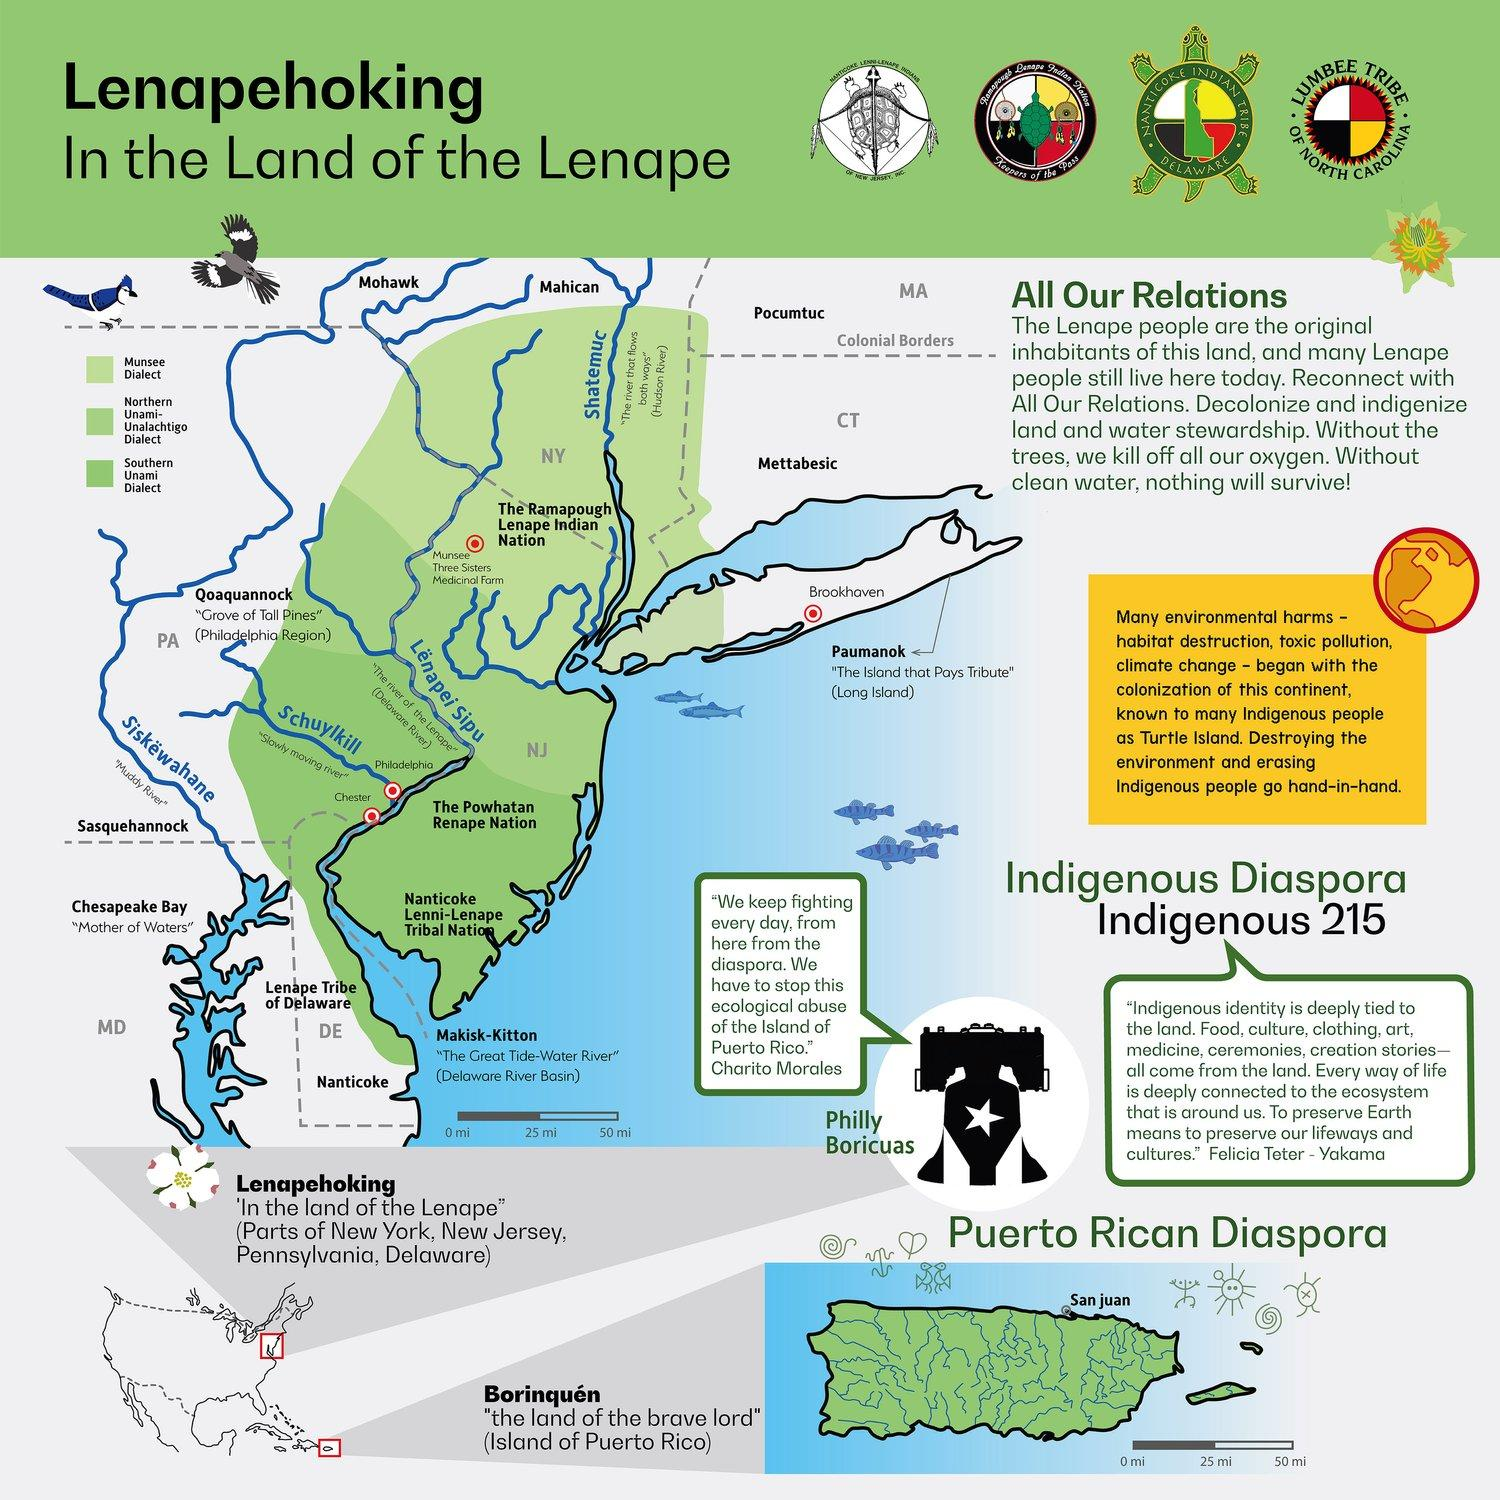 Lenapehoking
In the Land of the Lenape
NANTICOKE LENNI-LENAPE INDIANS
OF NEW JERSEY, INC.
Ramapough Lenape Indian Nation
Keepers of the Pass
NANTICOKE INDIAN TRIBE
• DELAWARE •
• LUMBEE TRIBE •
OF NORTH CAROLINA
Mohawk
Mahican
Pocumtuc
MA
Colonial Borders
CT
Mettabesic
Munsee
Dialect
Northern
Unami-
Unalachtigo
Dialect
Southern
Unami
Dialect
Shatemuc
"The river that flows
both ways"
(Hudson River)
NY
The Ramapough
Lenape Indian
Nation
Munsee
Three Sisters
Medicinal Farm
Qoaquannock
"Grove of Tall Pines"
(Philadelphia Region)
PA
Brookhaven
Paumanok
"The Island that Pays Tribute"
(Long Island)
Lënapei Sipu
"The river of the Lenape"
(Delaware River)
Schuylkill
"Slowly moving river"
Siskëwahane
"Muddy River"
NJ
Philadelphia
Chester
The Powhatan
Renape Nation
Sasquehannock
Chesapeake Bay
"Mother of Waters"
Nanticoke
Lenni-Lenape
Tribal Nation
Lenape Tribe
of Delaware
MD
DE
Makisk-Kitton
"The Great Tide-Water River"
(Delaware River Basin)
Nanticoke
0 mi 25 mi 50 mi
All Our Relations
The Lenape people are the original
inhabitants of this land, and many Lenape
people still live here today. Reconnect with
All Our Relations. Decolonize and indigenize
land and water stewardship. Without the
trees, we kill off all our oxygen. Without
clean water, nothing will survive!
Many environmental harms –
habitat destruction, toxic pollution,
climate change – began with the
colonization of this continent,
known to many Indigenous people
as Turtle Island. Destroying the
environment and erasing
Indigenous people go hand-in-hand.
Indigenous Diaspora
Indigenous 215
"We keep fighting
every day, from
here from the
diaspora. We
have to stop this
ecological abuse
of the Island of
Puerto Rico."
Charito Morales
"Indigenous identity is deeply tied to
the land. Food, culture, clothing, art,
medicine, ceremonies, creation stories—
all come from the land. Every way of life
is deeply connected to the ecosystem
that is around us. To preserve Earth
means to preserve our lifeways and
cultures." Felicia Teter - Yakama
Philly
Boricuas
Lenapehoking
'In the land of the Lenape"
(Parts of New York, New Jersey,
Pennsylvania, Delaware)
Puerto Rican Diaspora
San juan
Borinquén
"the land of the brave lord"
(Island of Puerto Rico)
0 mi 25 mi 50 mi